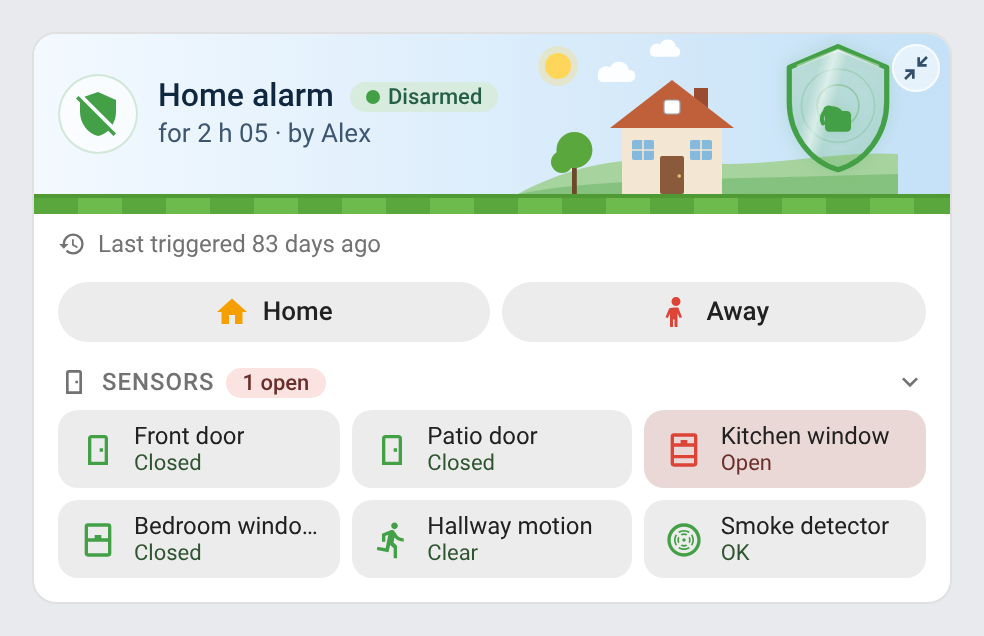 Home alarm
Disarmed
for 2 h 05 · by Alex
Last triggered 83 days ago
Home
Away
SENSORS
1 open
Front door
Closed
Patio door
Closed
Kitchen window
Open
Bedroom windo…
Closed
Hallway motion
Clear
Smoke detector
OK